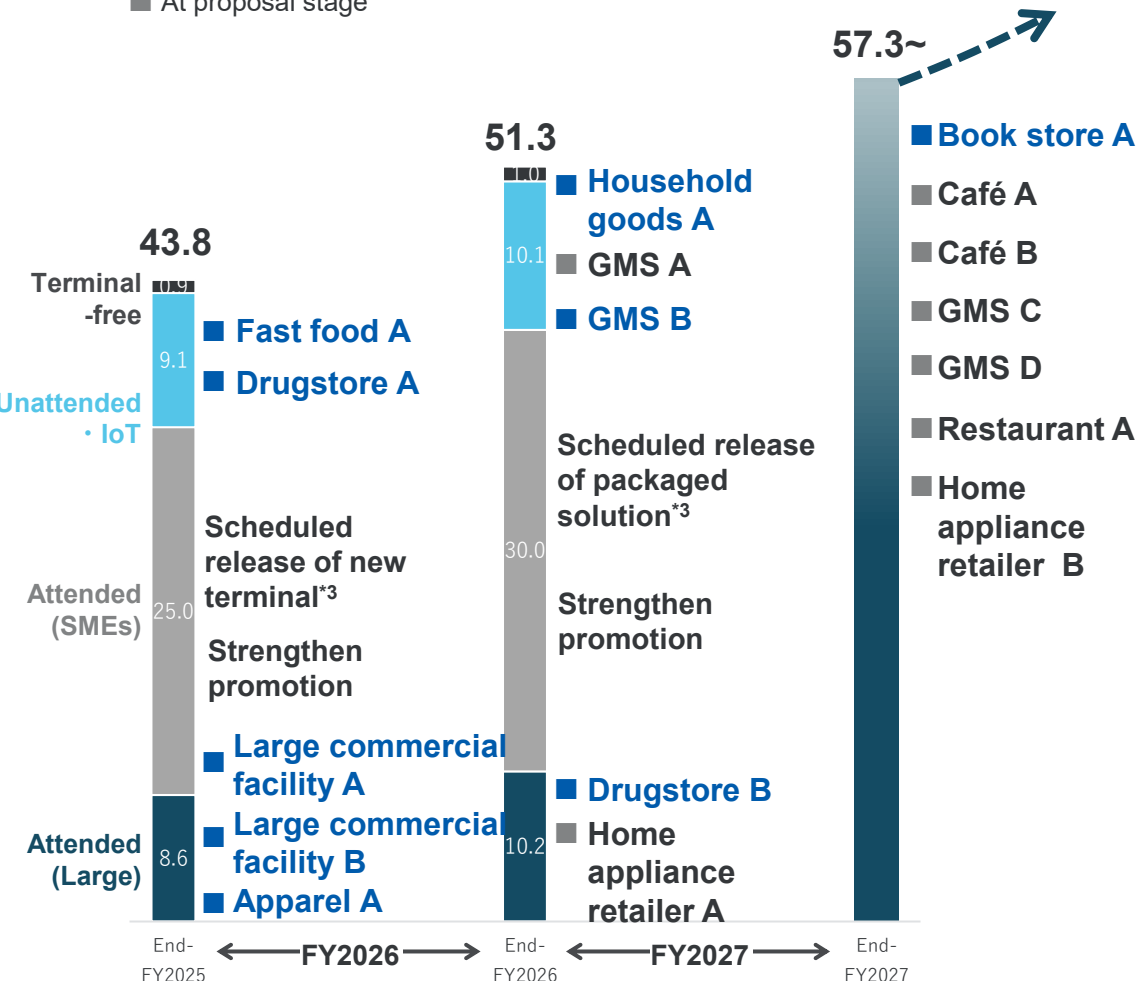 At proposal stage
57.3~
51.3
43.8
Terminal
-free
0.9
9.1
Unattended
・IoT
25.0
Attended
(SMEs)
8.6
Attended
(Large)
Fast food A
Drugstore A
Scheduled
release of new
terminal*3
Strengthen
promotion
Large commercial
facility A
Large commercial
facility B
Apparel A
1.0
10.1
30.0
10.2
Household
goods A
GMS A
GMS B
Scheduled release
of packaged
solution*3
Strengthen
promotion
Drugstore B
Home
appliance
retailer A
Book store A
Café A
Café B
GMS C
GMS D
Restaurant A
Home
appliance
retailer B
End-
FY2025
FY2026
End-
FY2026
FY2027
End-
FY2027